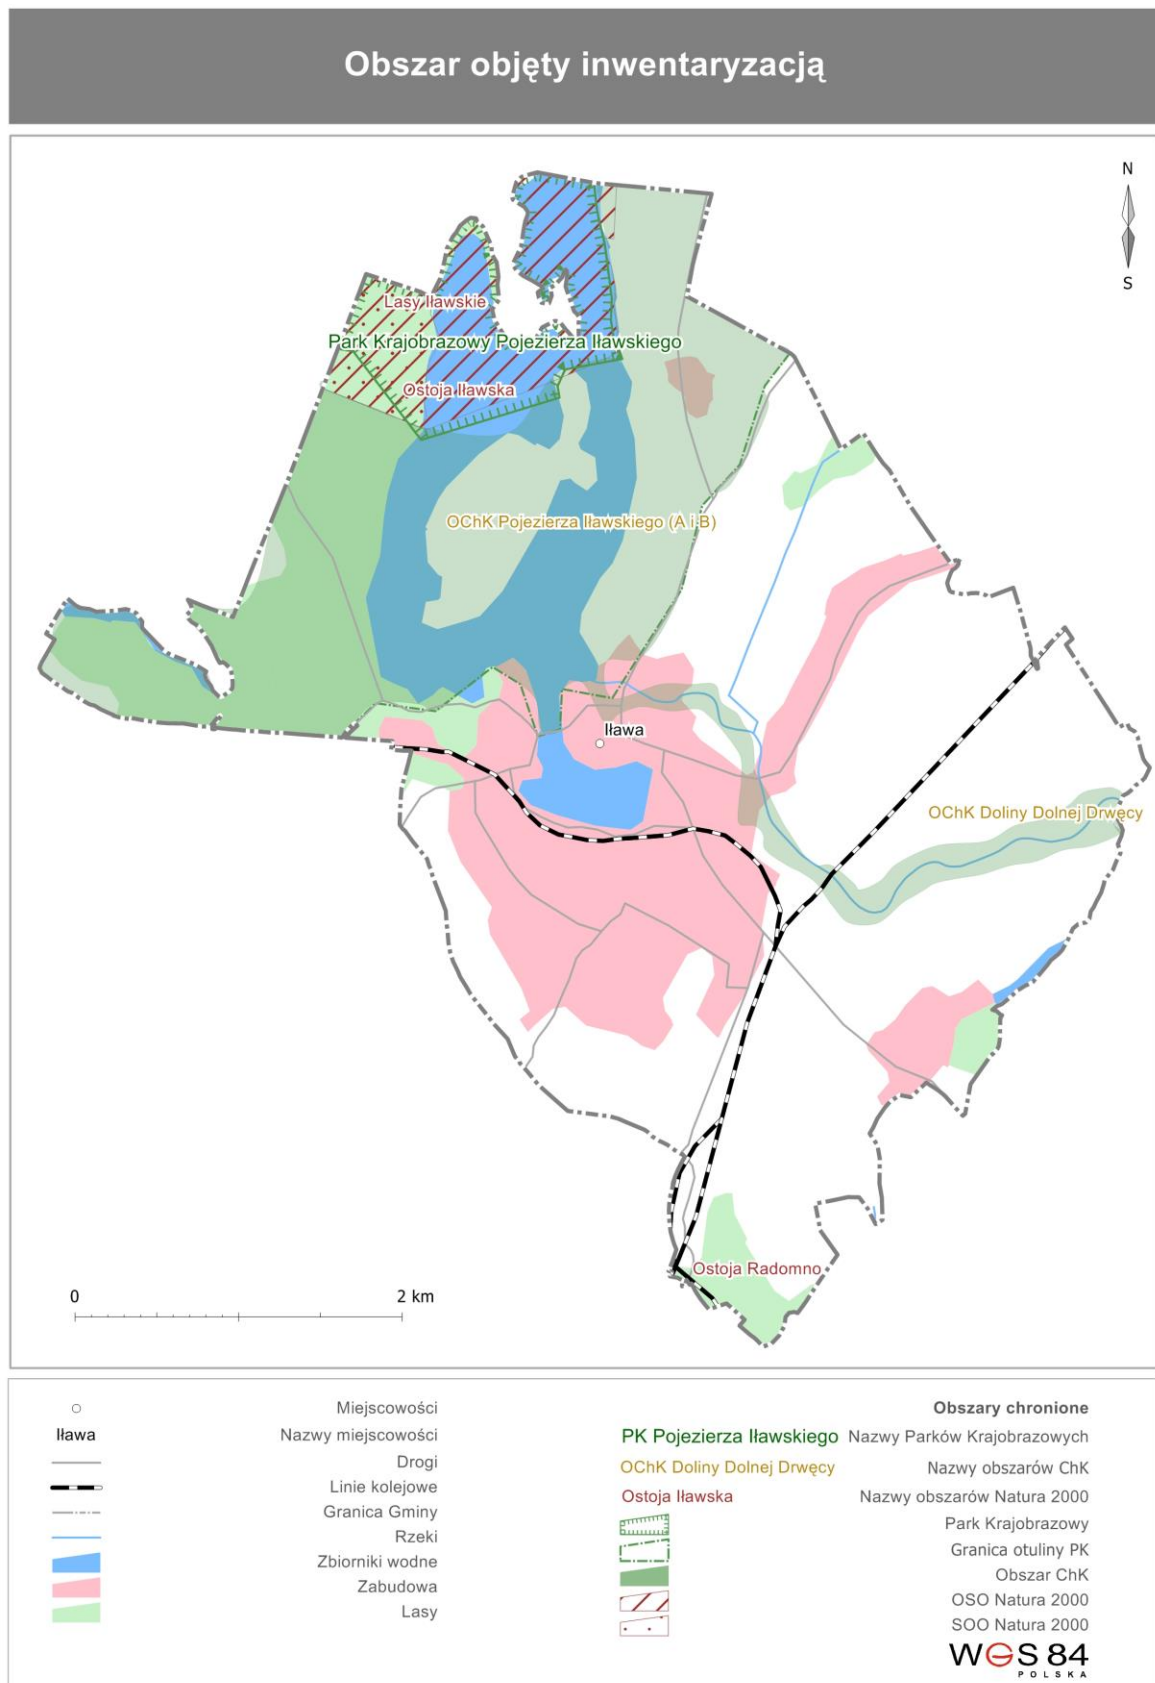 Obszar objęty inwentaryzacją
N
S
Lasy Iławskie
Park Krajobrazowy Pojezierza Iławskiego
Ostoja Iławska
OChK Pojezierza Iławskiego (A i B)
Iława
OChK Doliny Dolnej Drwęcy
Ostoja Radomno
0 2 km
Miejscowości
Iława Nazwy miejscowości
Drogi
Linie kolejowe
Granica Gminy
Rzeki
Zbiorniki wodne
Zabudowa
Lasy
Obszary chronione
PK Pojezierza Iławskiego Nazwy Parków Krajobrazowych
OChK Doliny Dolnej Drwęcy Nazwy obszarów ChK
Ostoja Iławska Nazwy obszarów Natura 2000
Park Krajobrazowy
Granica otuliny PK
Obszar ChK
OSO Natura 2000
SOO Natura 2000
WGS 84
POLSKA